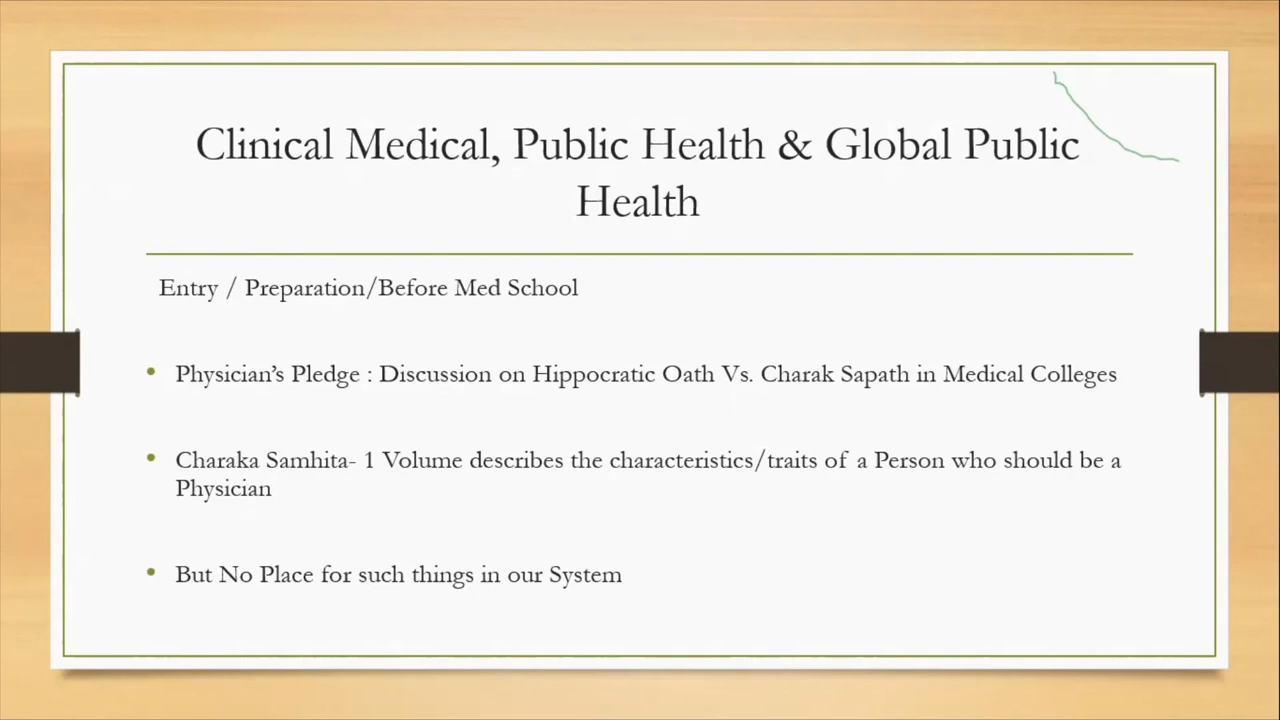 Clinical Medical, Public Health & Global Public
Health
Entry / Preparation/Before Med School
• Physician’s Pledge : Discussion on Hippocratic Oath Vs. Charak Sapath in Medical Colleges
• Charaka Samhita- 1 Volume describes the characteristics/traits of a Person who should be a
Physician
• But No Place for such things in our System